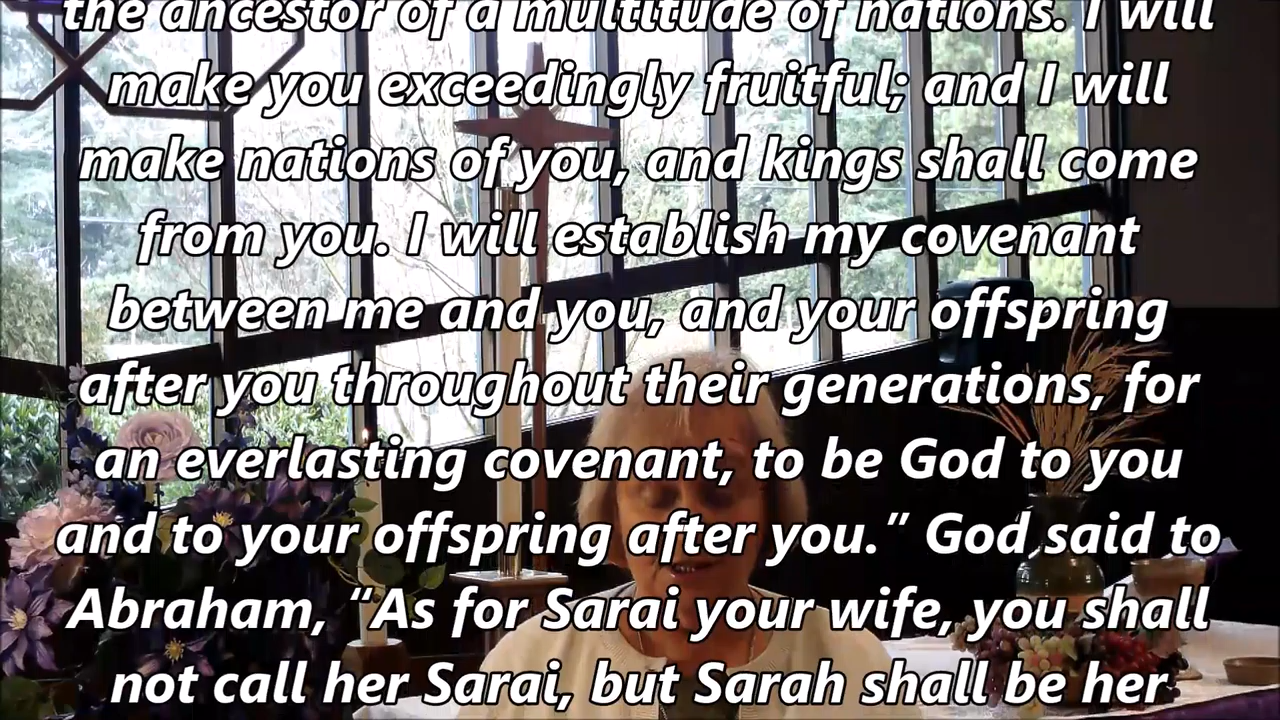 the ancestor of a multitude of nations. I will
make you exceedingly fruitful; and I will
make nations of you, and kings shall come
from you. I will establish my covenant
between me and you, and your offspring
after you throughout their generations, for
an everlasting covenant, to be God to you
and to your offspring after you.” God said to
Abraham, “As for Sarai your wife, you shall
not call her Sarai, but Sarah shall be her